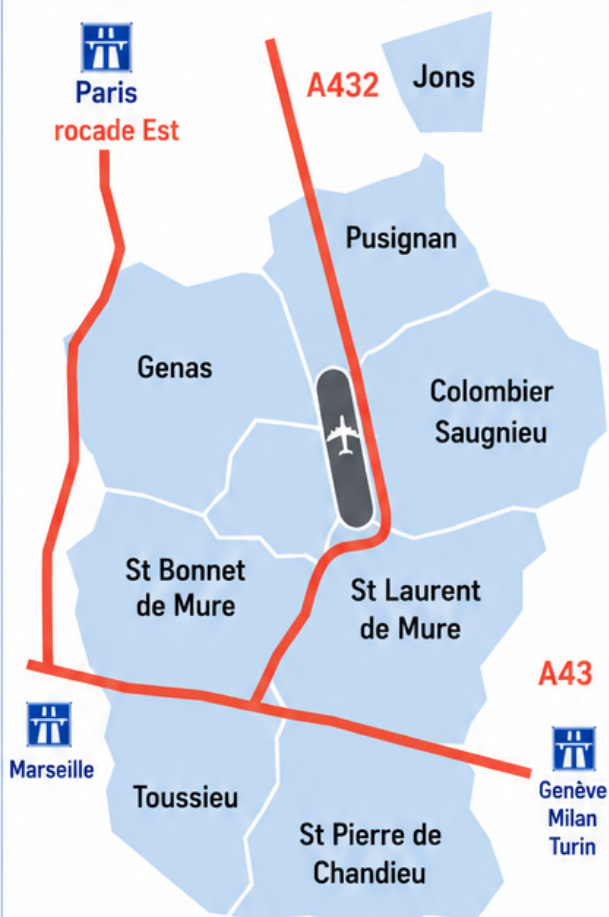 Paris
rocade Est
A432
Jons
Pusignan
Genas
Colombier
Saugnieu
St Bonnet
de Mure
St Laurent
de Mure
A43
Marseille
Toussieu
Genève
Milan
Turin
St Pierre de
Chandieu